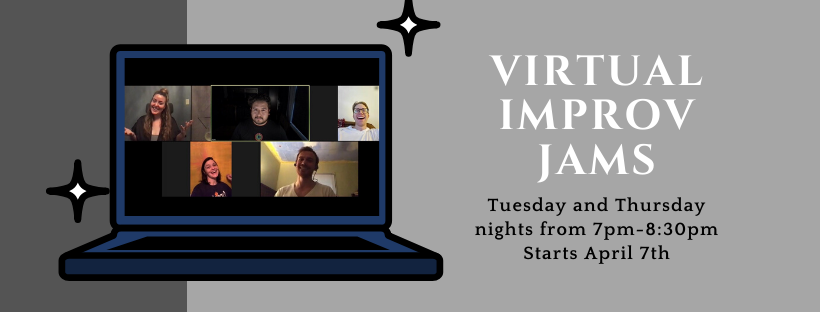 VIRTUAL
IMPROV
JAMS
Tuesday and Thursday
nights from 7pm-8:30pm
Starts April 7th